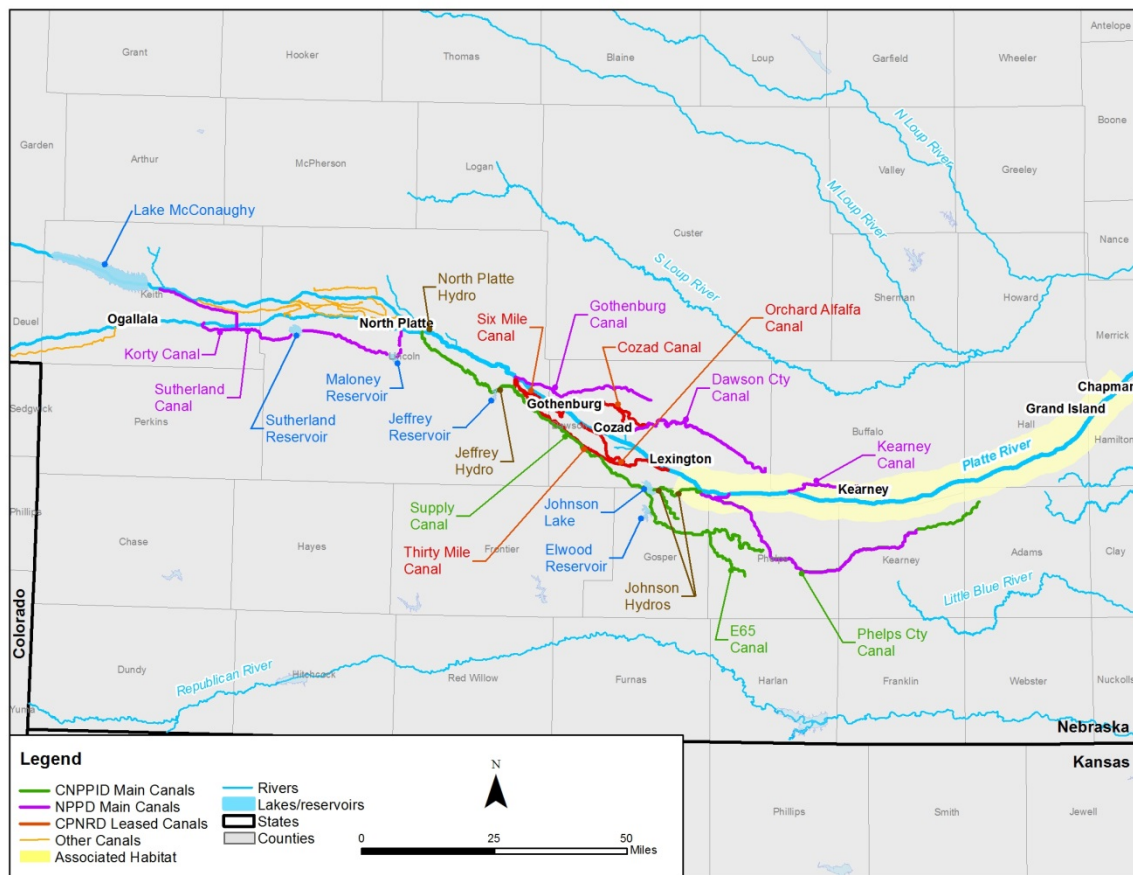 Antelope
Grant
Hooker
Thomas
Blaine
Loup
Garfield
Wheeler
Boone
Garden
Arthur
McPherson
Logan
Valley
Greeley
N Loup River
M Loup River
S Loup River
Lake McConaughy
Custer
Nance
Keith
North Platte
Hydro
Gothenburg
Canal
Six Mile
Canal
Orchard Alfalfa
Canal
Cozad Canal
Sherman
Howard
Merrick
Deuel
Ogallala
North Platte
Lincoln
Korty Canal
Sutherland
Canal
Sutherland
Reservoir
Maloney
Reservoir
Jeffrey
Reservoir
Jeffrey
Hydro
Gothenburg
Dawson
Cozad
Dawson Cty
Canal
Lexington
Chapman
Grand Island
Hall
Hamilton
Sedgwick
Perkins
Buffalo
Kearney
Canal
Kearney
Platte River
Supply
Canal
Thirty Mile
Canal
Johnson
Lake
Elwood
Reservoir
Johnson
Hydros
E65
Canal
Phelps Cty
Canal
Phillips
Chase
Hayes
Frontier
Gosper
Phelps
Kearney
Adams
Clay
Little Blue River
Colorado
Republican River
Dundy
Hitchcock
Red Willow
Furnas
Harlan
Franklin
Webster
Nuckolls
Yuma
Nebraska
Kansas
Phillips
Smith
Jewell
Legend
CNPPID Main Canals
NPPD Main Canals
CPNRD Leased Canals
Other Canals
Associated Habitat
Rivers
Lakes/reservoirs
States
Counties
N
0 25 50
Miles